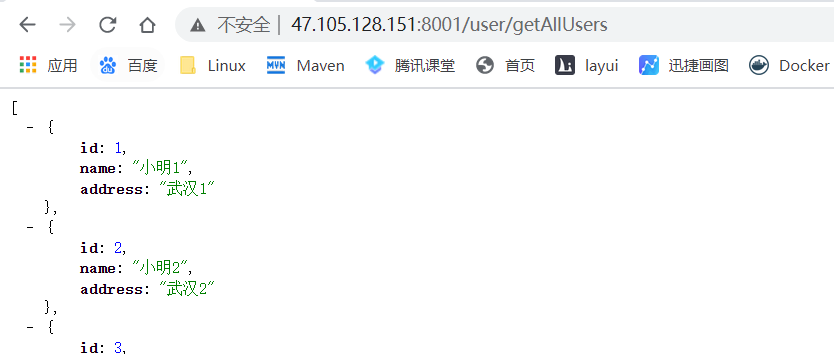 不安全 | 47.105.128.151:8001/user/getAllUsers
应用 百度 Linux MVN Maven 腾讯课堂 首页 layui 迅捷画图 Docker
[
- {
id: 1,
name: "小明1",
address: "武汉1"
},
- {
id: 2,
name: "小明2",
address: "武汉2"
},
- {
id: 3,